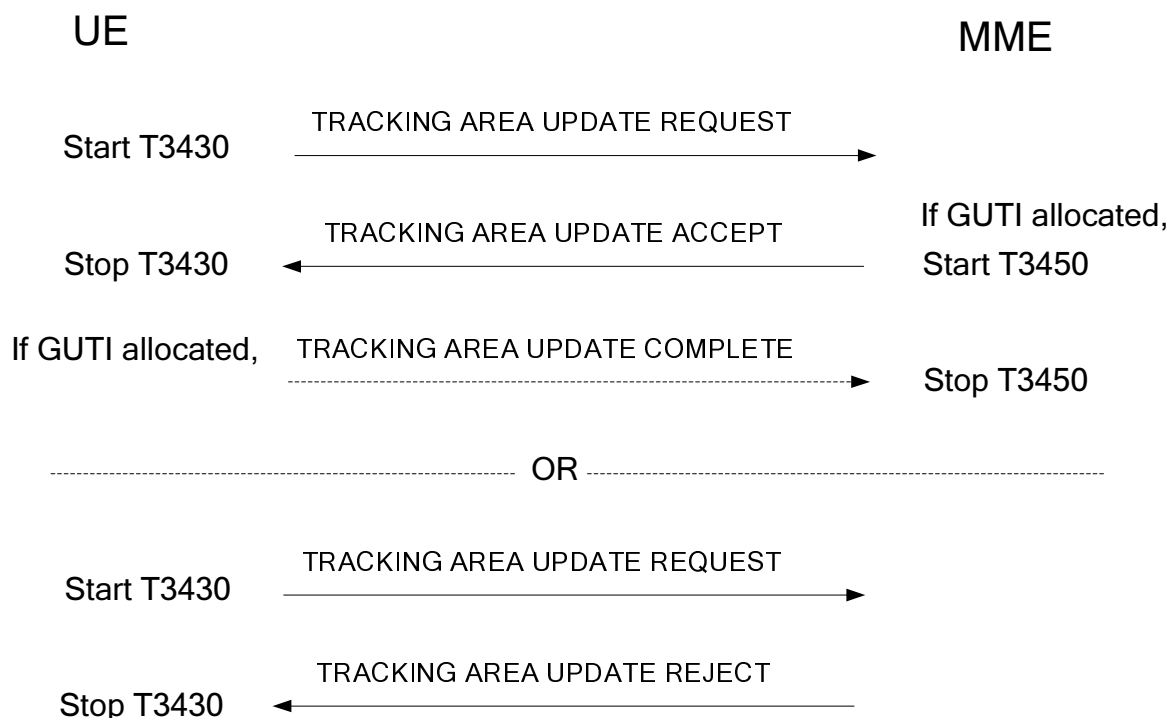 UE
MME
TRACKING AREA UPDATE REQUEST
Start T3430
If GUTI allocated,
TRACKING AREA UPDATE ACCEPT
Stop T3430
Start T3450
If GUTI allocated,
TRACKING AREA UPDATE COMPLETE
Stop T3450
OR
TRACKING AREA UPDATE REQUEST
Start T3430
TRACKING AREA UPDATE REJECT
Stop T3430